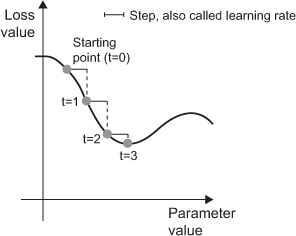 Loss
value
Step, also called learning rate
Starting
point (t=0)
t=1
t=2
t=3
Parameter
value